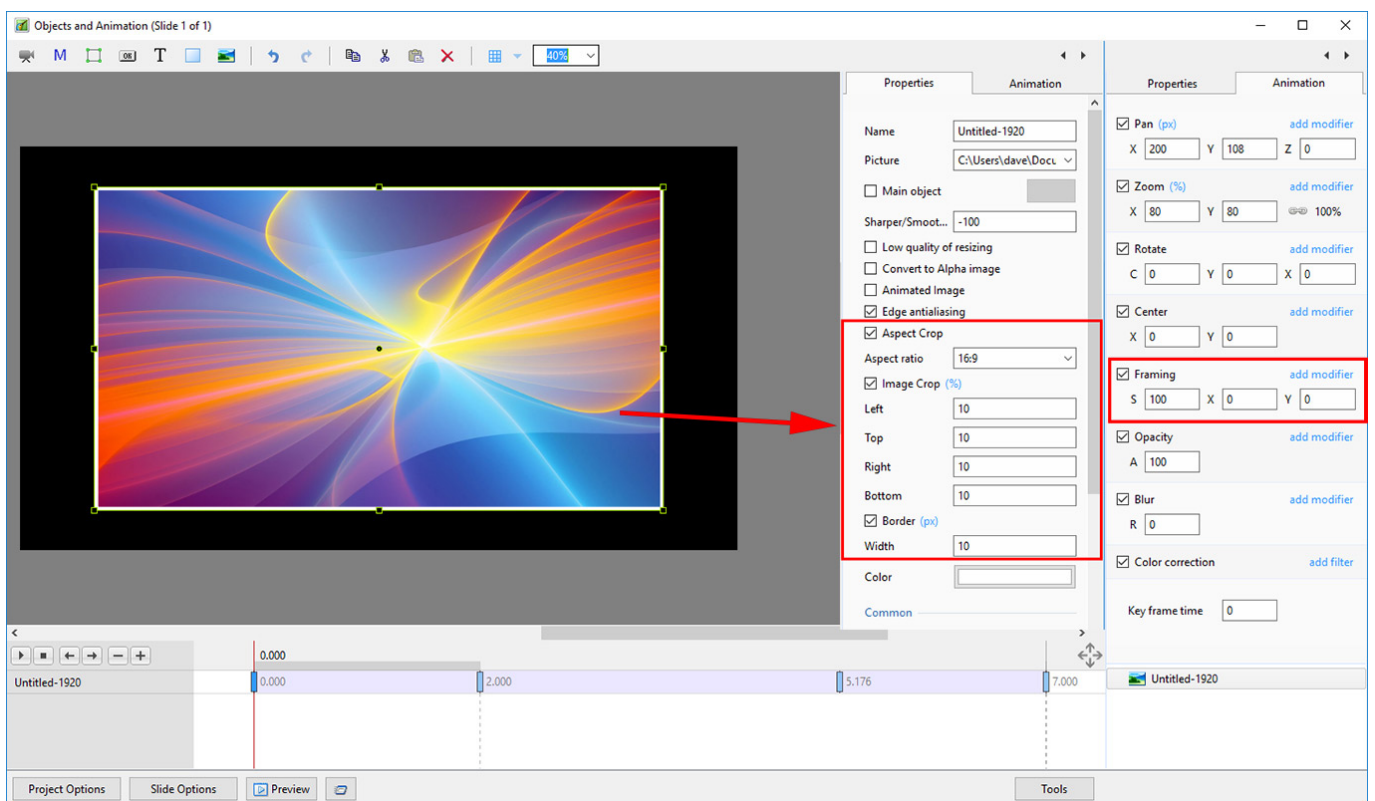 Objects and Animation (Slide 1 of 1)
M OK T 40%
Properties Animation
Name Untitled-1920
Picture C:\Users\dave\Docu
Main object
Sharper/Smoot... -100
Low quality of resizing
Convert to Alpha image
Animated Image
Edge antialiasing
Aspect Crop
Aspect ratio 16:9
Image Crop (%)
Left 10
Top 10
Right 10
Bottom 10
Border (px)
Width 10
Color
Common
Properties Animation
Pan (px) add modifier
X 200 Y 108 Z 0
Zoom (%) add modifier
X 80 Y 80 100%
Rotate add modifier
C 0 Y 0 X 0
Center add modifier
X 0 Y 0
Framing add modifier
S 100 X 0 Y 0
Opacity add modifier
A 100
Blur add modifier
R 0
Color correction add filter
Key frame time 0
0.000
Untitled-1920 0.000 2.000 5.176 7.000
Untitled-1920
Project Options Slide Options Preview Tools